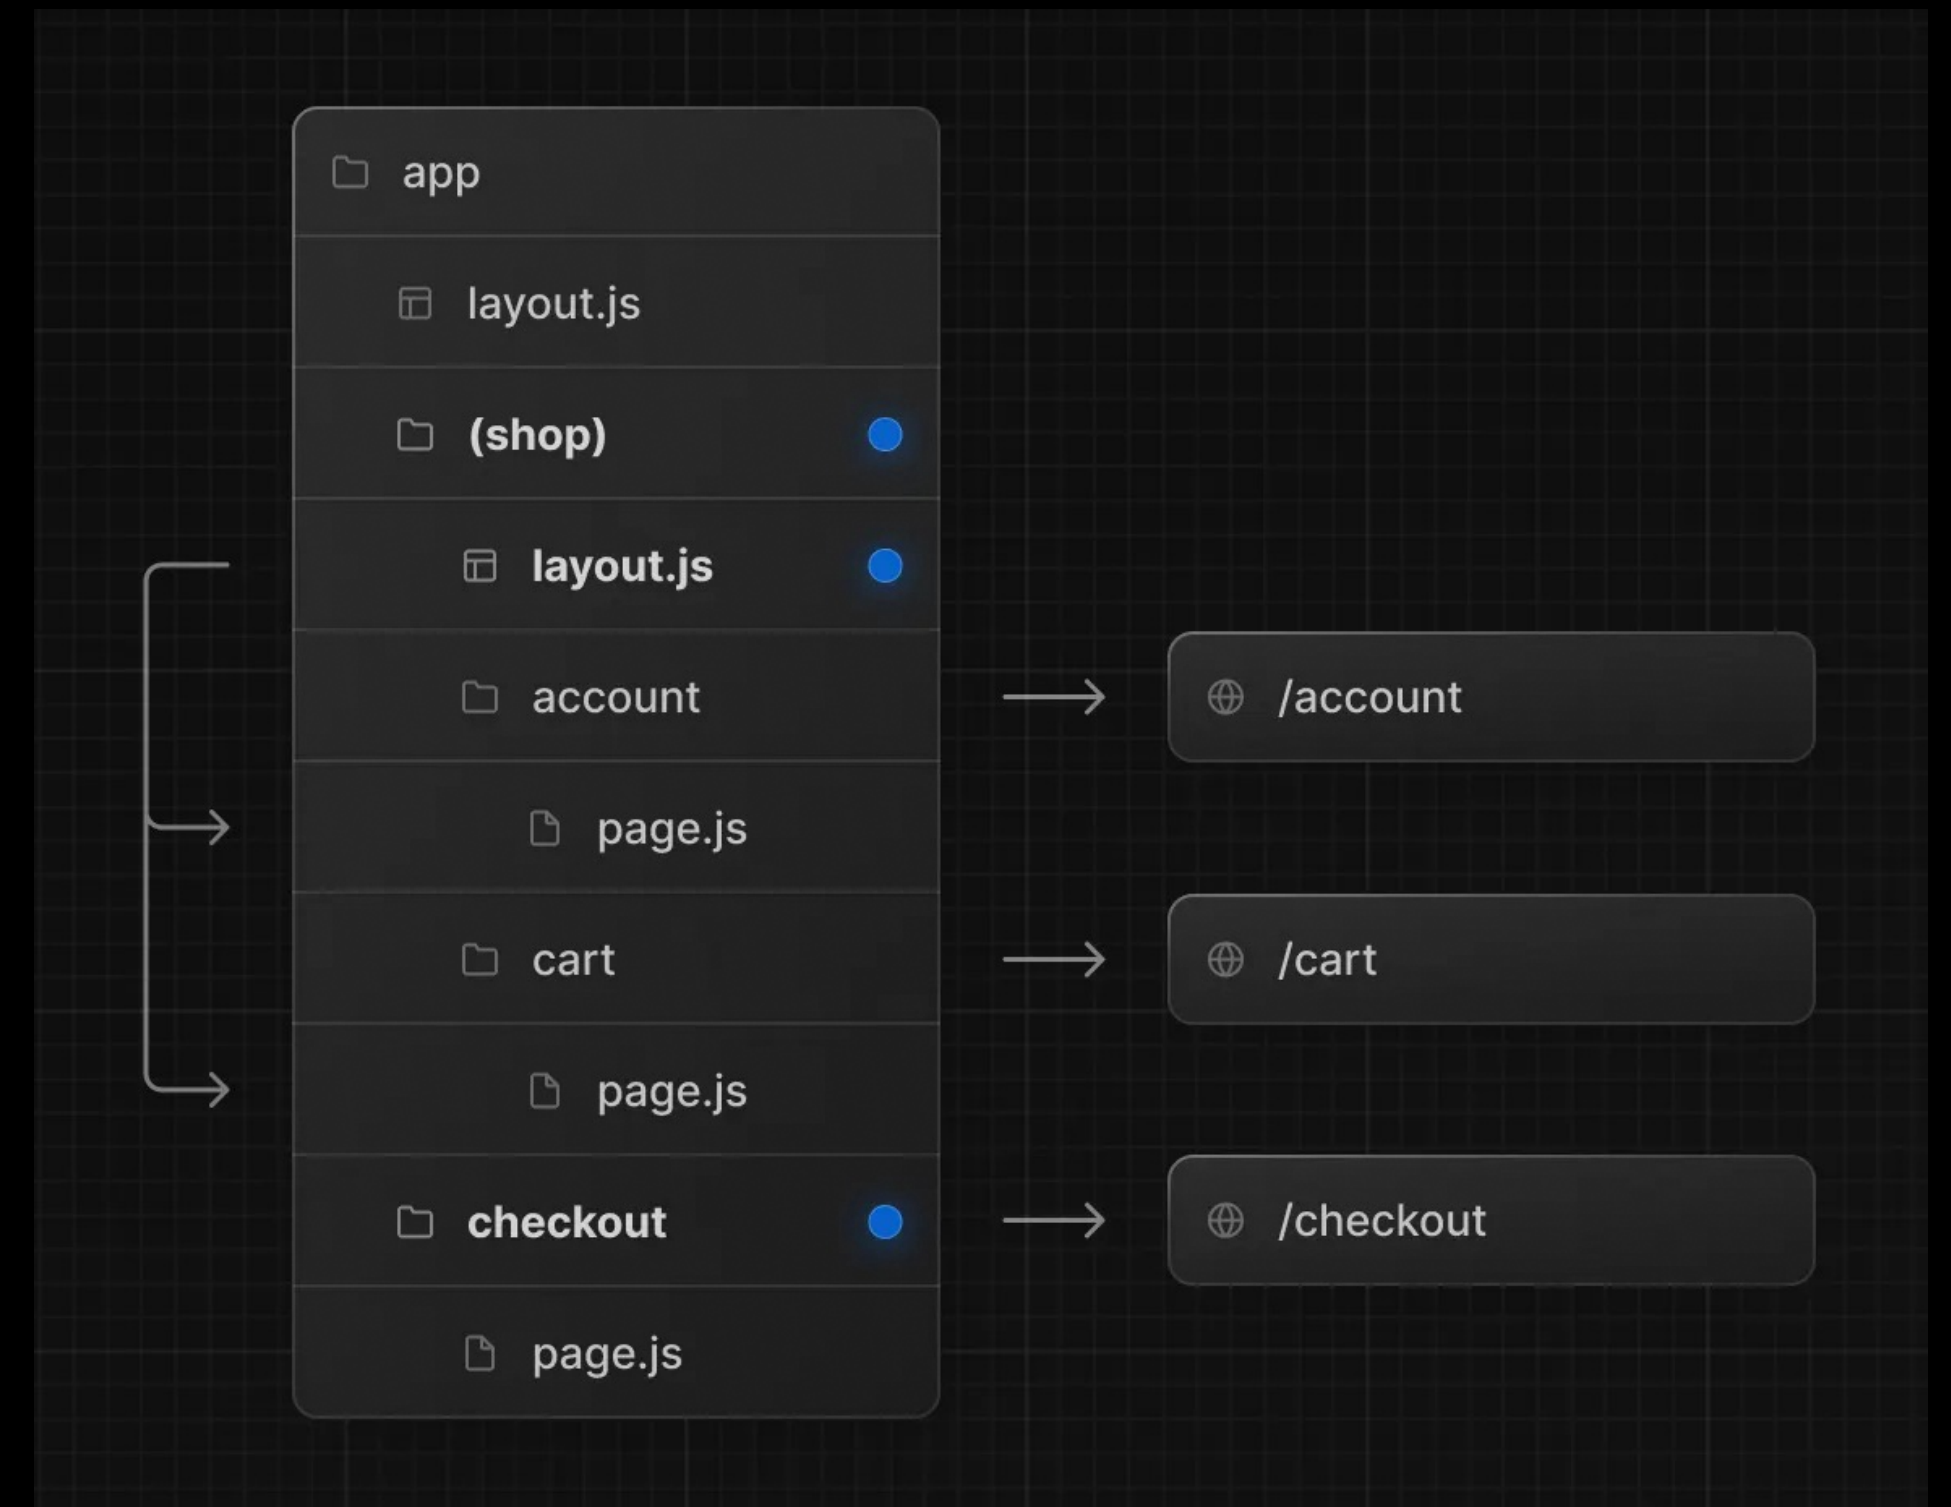 app
layout.js
(shop)
layout.js
account
/account
page.js
cart
/cart
page.js
checkout
/checkout
page.js